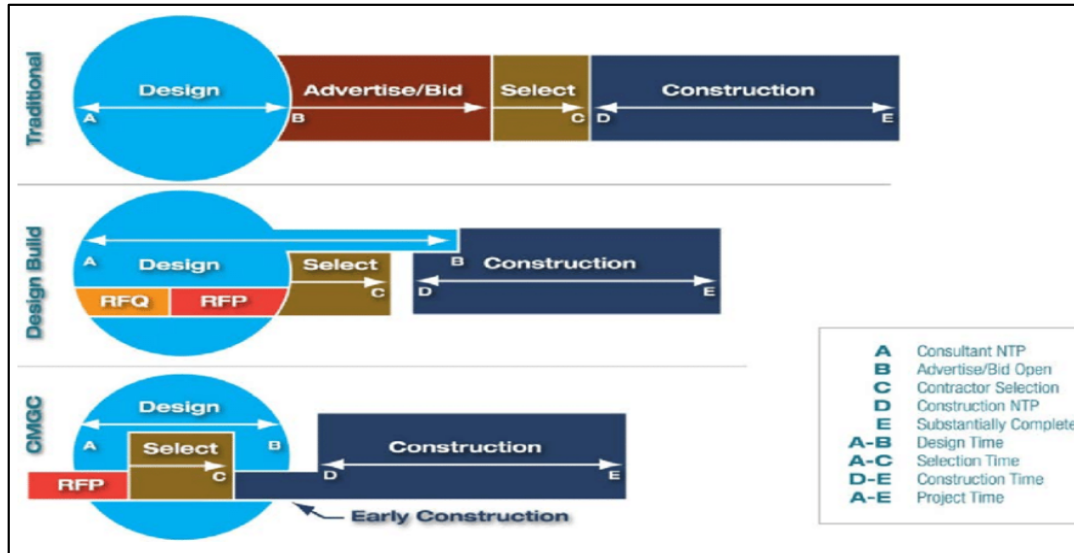 Traditional
Design
Advertise/Bid
Select
Construction
A
B
C
D
E
Design Build
A
B
Design
Select
Construction
C
D
E
RFQ
RFP
CMGC
Design
A
B
Select
Construction
C
D
E
RFP
Early Construction
A Consultant NTP
B Advertise/Bid Open
C Contractor Selection
D Construction NTP
E Substantially Complete
A-B Design Time
A-C Selection Time
D-E Construction Time
A-E Project Time